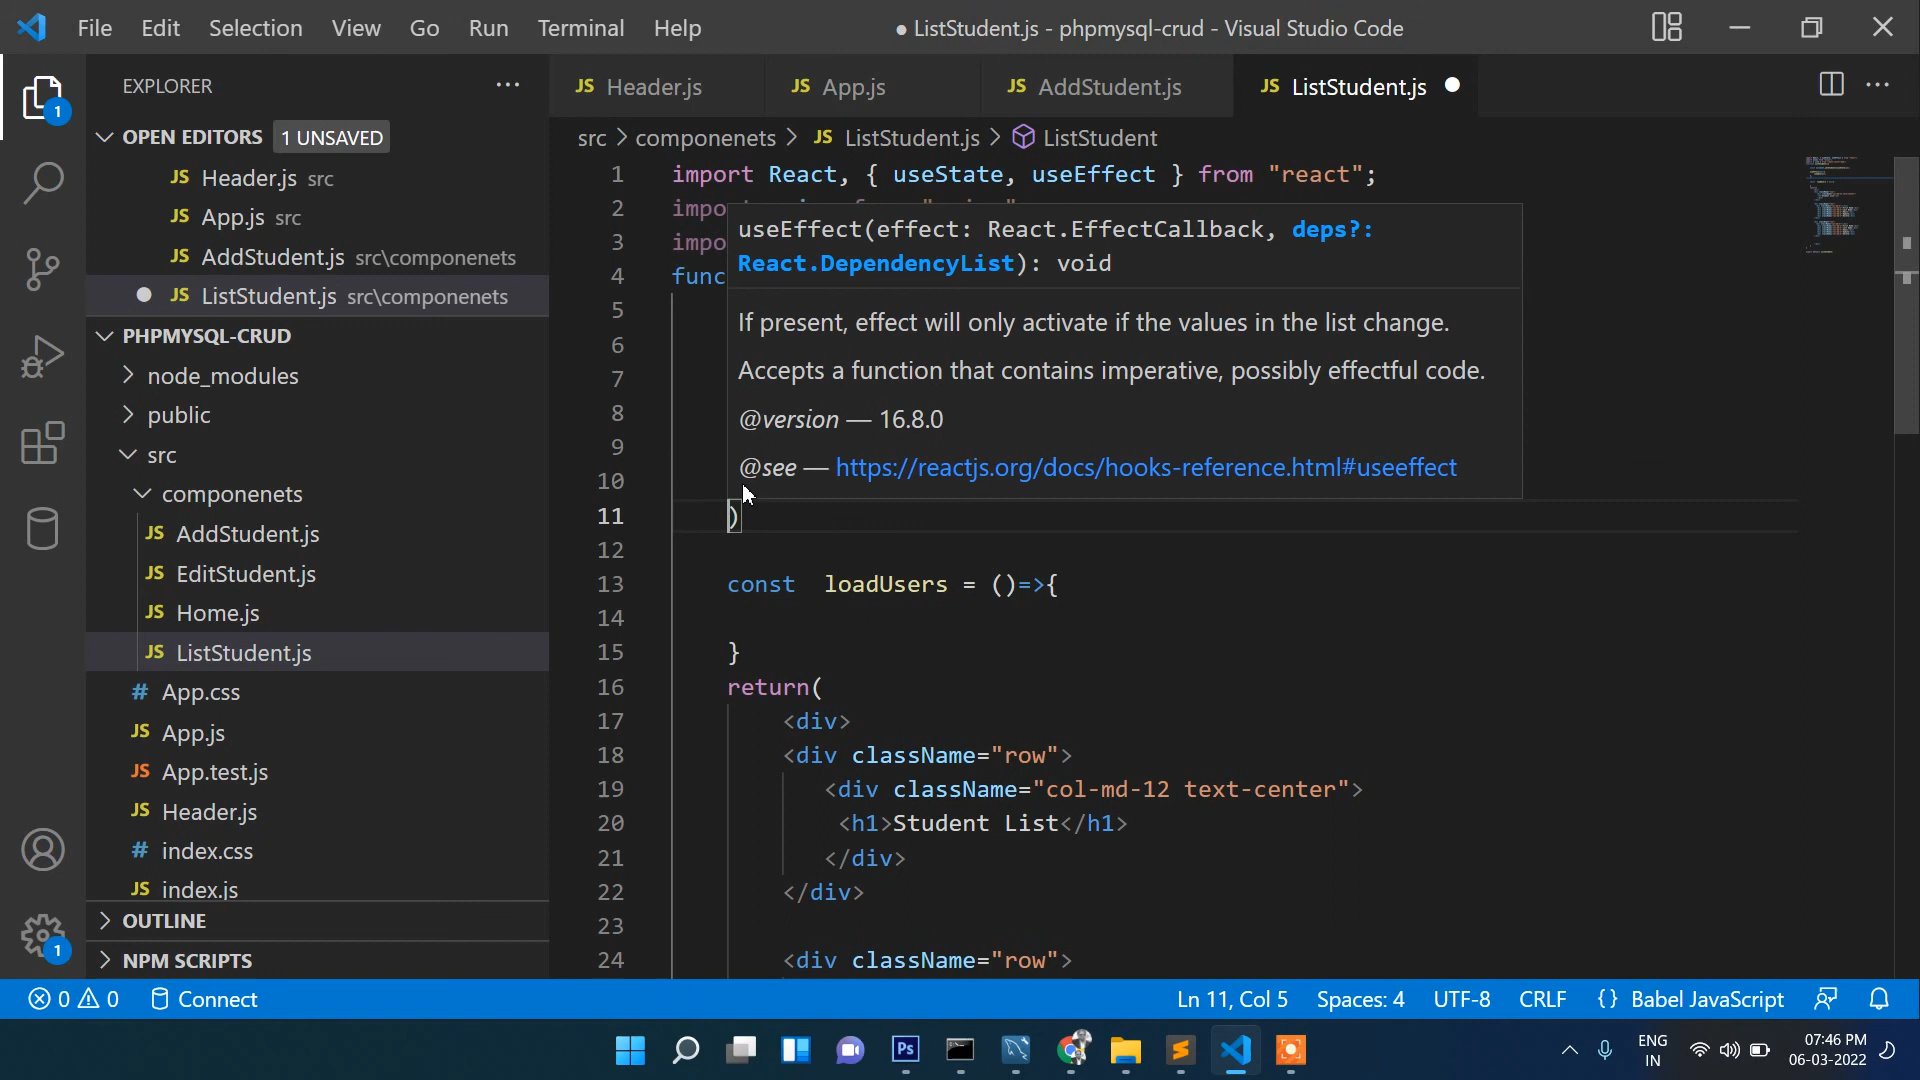 File Edit Selection View Go Run Terminal Help
● ListStudent.js - phpmysql-crud - Visual Studio Code
EXPLORER
OPEN EDITORS 1 UNSAVED
JS Header.js src
JS App.js src
JS AddStudent.js src\componenets
JS ListStudent.js src\componenets
PHPMYSQL-CRUD
node_modules
public
src
componenets
JS AddStudent.js
JS EditStudent.js
JS Home.js
JS ListStudent.js
# App.css
JS App.js
JS App.test.js
JS Header.js
# index.css
JS index.js
OUTLINE
NPM SCRIPTS
1
1
JS Header.js JS App.js JS AddStudent.js JS ListStudent.js
src > componenets > JS ListStudent.js > ListStudent
1 import React, { useState, useEffect } from "react";
2 impo
3 impo
4 func
5
6
7
8
9
10
11 )
12
13 const loadUsers = ()=>{
14
15 }
16 return(
17 <div>
18 <div className="row">
19 <div className="col-md-12 text-center">
20 <h1>Student List</h1>
21 </div>
22 </div>
23
24 <div className="row">
useEffect(effect: React.EffectCallback, deps?:
React.DependencyList): void
If present, effect will only activate if the values in the list change.
Accepts a function that contains imperative, possibly effectful code.
@version — 16.8.0
@see — https://reactjs.org/docs/hooks-reference.html#useeffect
0 0 Connect
Ln 11, Col 5 Spaces: 4 UTF-8 CRLF {} Babel JavaScript
Ps
ENG
IN
07:46 PM
06-03-2022